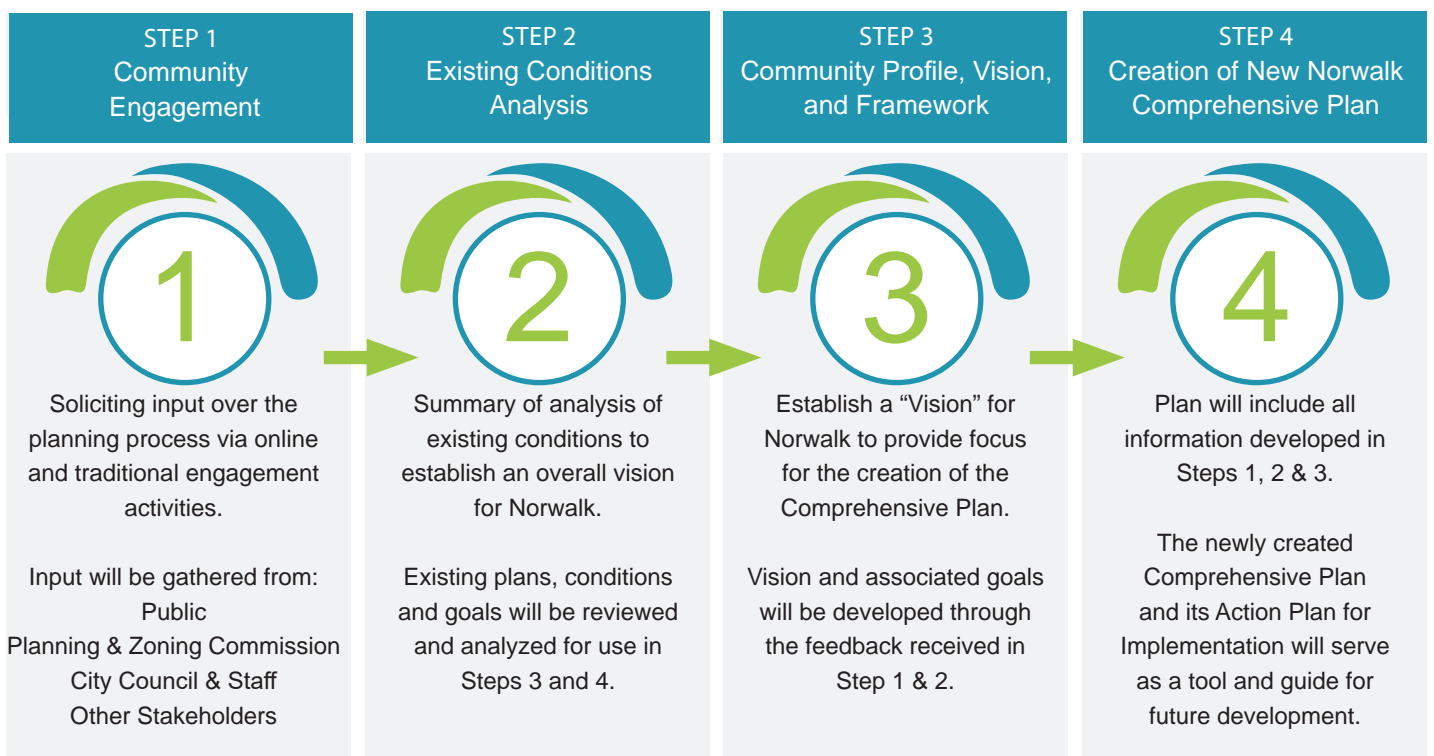 STEP 1
Community
Engagement
1
Soliciting input over the
planning process via online
and traditional engagement
activities.
Input will be gathered from:
Public
Planning & Zoning Commission
City Council & Staff
Other Stakeholders
STEP 2
Existing Conditions
Analysis
2
Summary of analysis of
existing conditions to
establish an overall vision
for Norwalk.
Existing plans, conditions
and goals will be reviewed
and analyzed for use in
Steps 3 and 4.
STEP 3
Community Profile, Vision,
and Framework
3
Establish a “Vision” for
Norwalk to provide focus
for the creation of the
Comprehensive Plan.
Vision and associated goals
will be developed through
the feedback received in
Step 1 & 2.
STEP 4
Creation of New Norwalk
Comprehensive Plan
4
Plan will include all
information developed in
Steps 1, 2 & 3.
The newly created
Comprehensive Plan
and its Action Plan for
Implementation will serve
as a tool and guide for
future development.